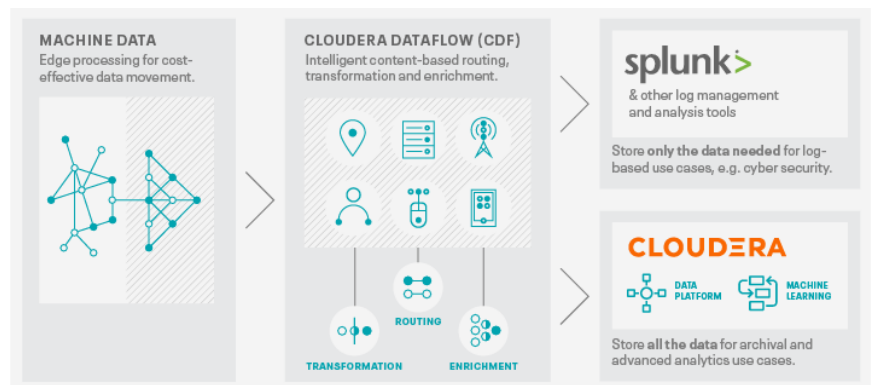 MACHINE DATA
Edge processing for cost-
effective data movement.
CLOUDERA DATAFLOW (CDF)
Intelligent content-based routing,
transformation and enrichment.
ROUTING
TRANSFORMATION
ENRICHMENT
splunk>
& other log management
and analysis tools
Store only the data needed for log-
based use cases, e.g. cyber security.
CLOUDERA
DATA
PLATFORM
MACHINE
LEARNING
Store all the data for archival and
advanced analytics use cases.